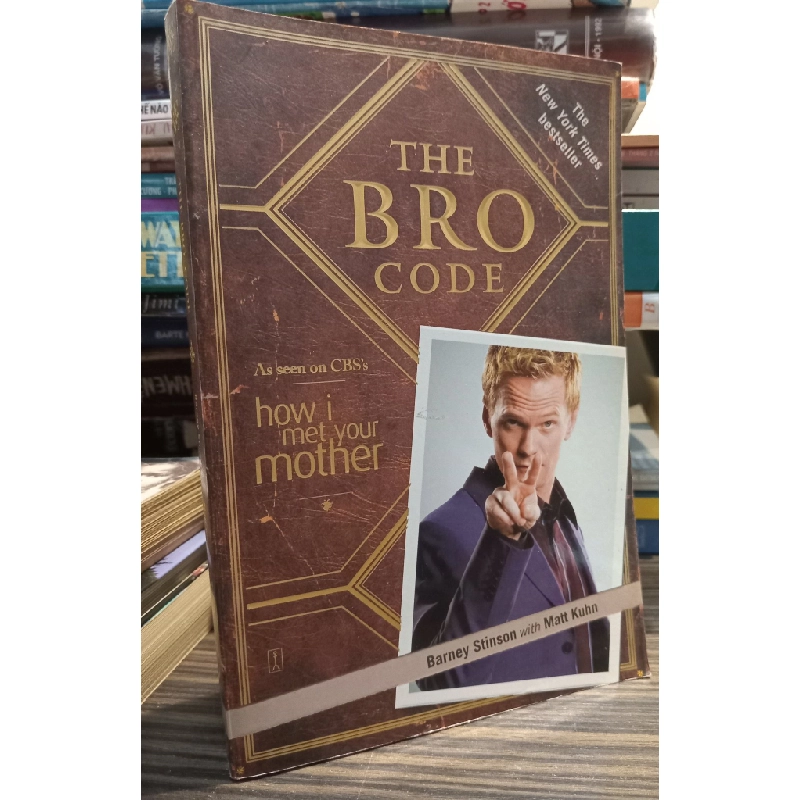 The
New York Times
bestseller
THE
BRO
CODE
As seen on CBS's
how i
met your
mother
Barney Stinson with Matt Kuhn